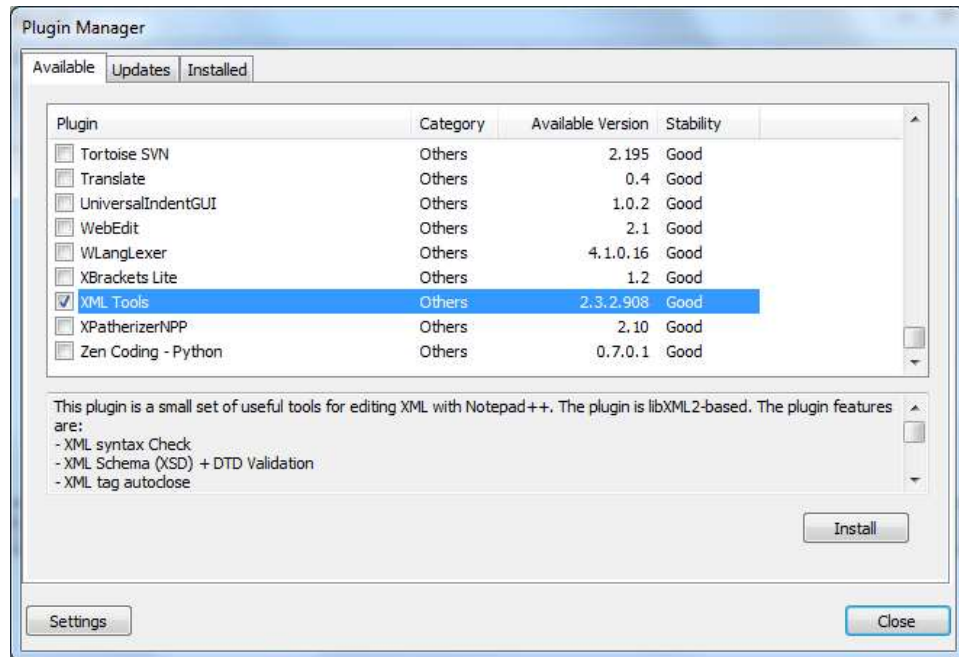 Plugin Manager
Available Updates Installed
Plugin Category Available Version Stability
Tortoise SVN Others 2.195 Good
Translate Others 0.4 Good
UniversalIndentGUI Others 1.0.2 Good
WebEdit Others 2.1 Good
WLangLexer Others 4.1.0.16 Good
XBrackets Lite Others 1.2 Good
XML Tools Others 2.3.2.908 Good
XPatherizerNPP Others 2.10 Good
Zen Coding - Python Others 0.7.0.1 Good
This plugin is a small set of useful tools for editing XML with Notepad++. The plugin is libXML2-based. The plugin features
are:
- XML syntax Check
- XML Schema (XSD) + DTD Validation
- XML tag autoclose
Install
Settings Close